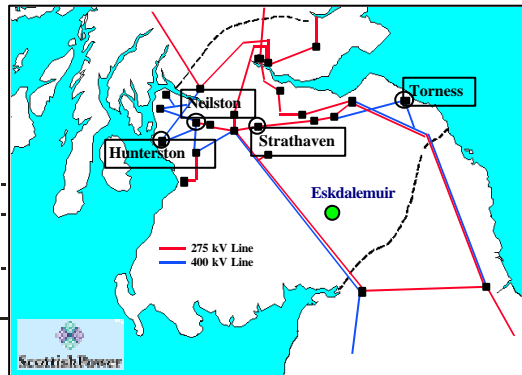 Torness
Neilston
Strathaven
Hunterston
Eskdalemuir
275 kV Line
400 kV Line
ScottishPower